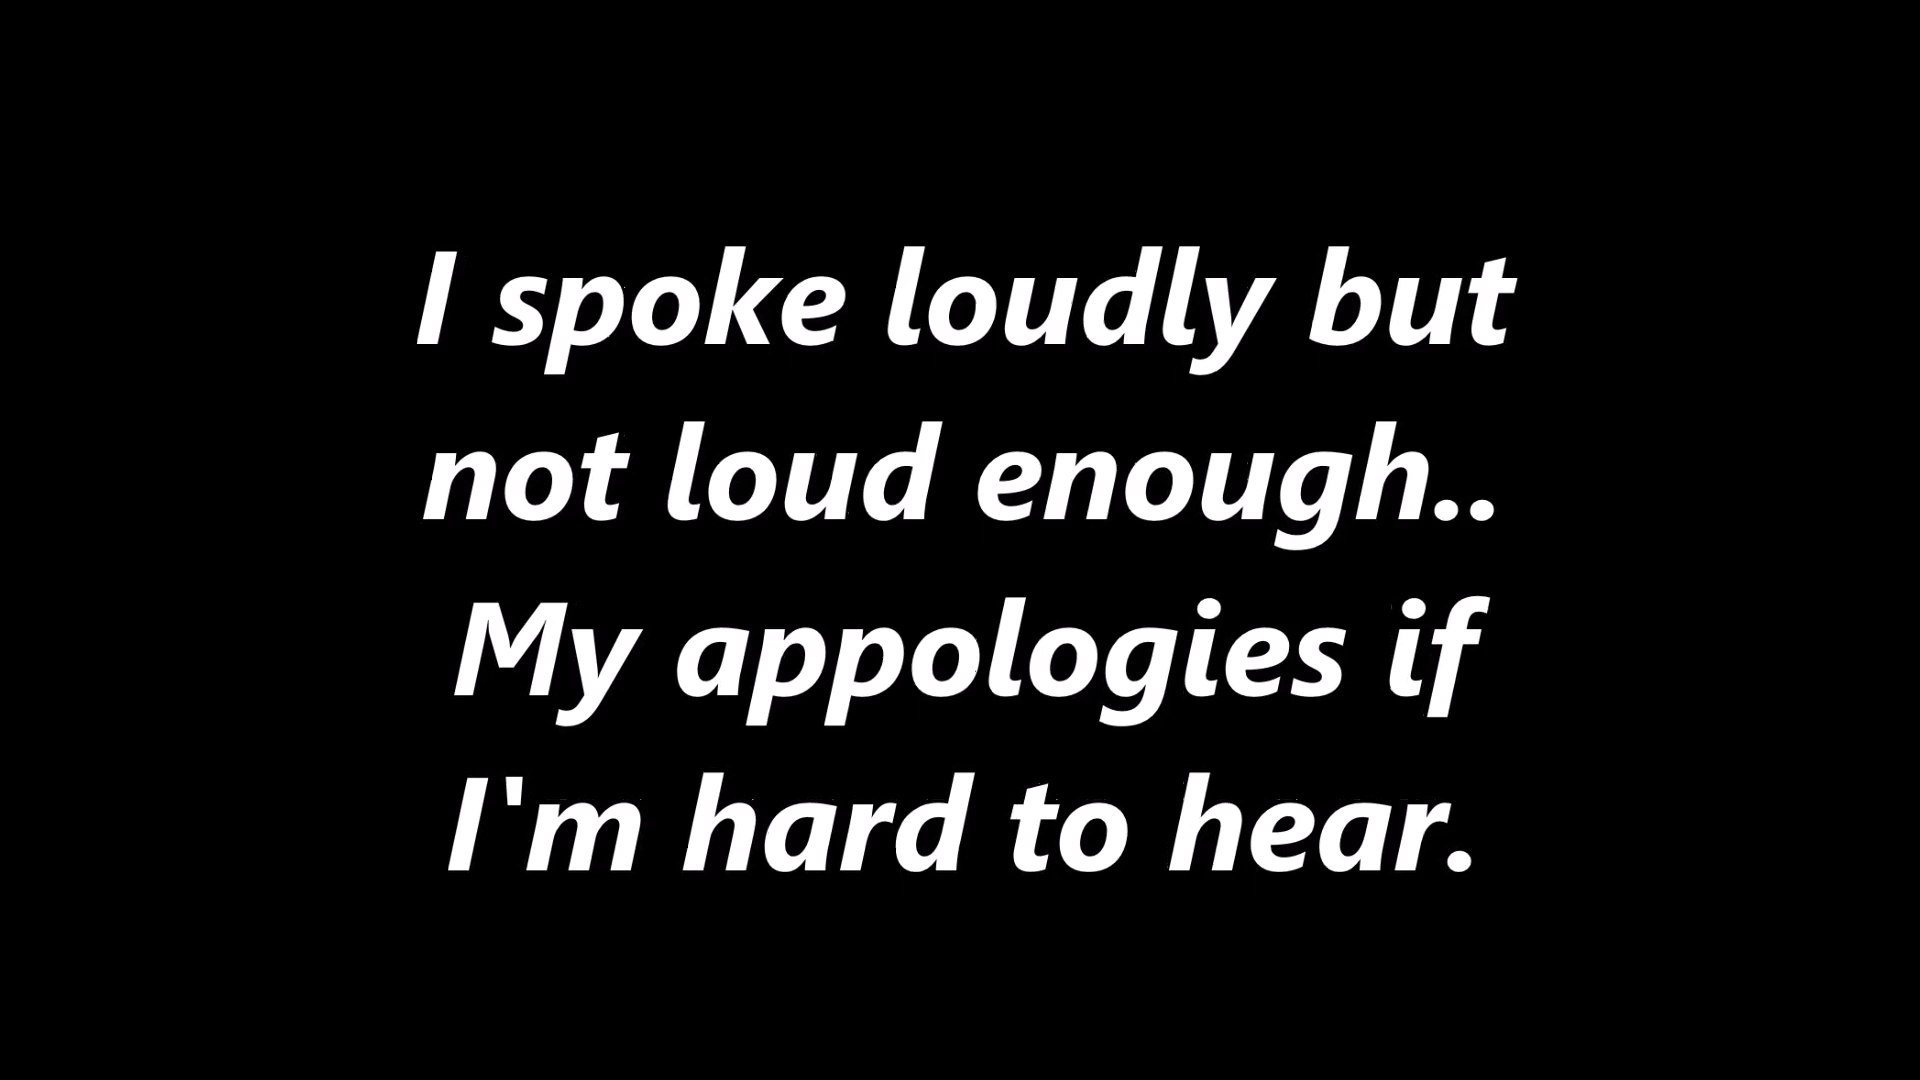 I spoke loudly but
not loud enough..
My appologies if
I'm hard to hear.